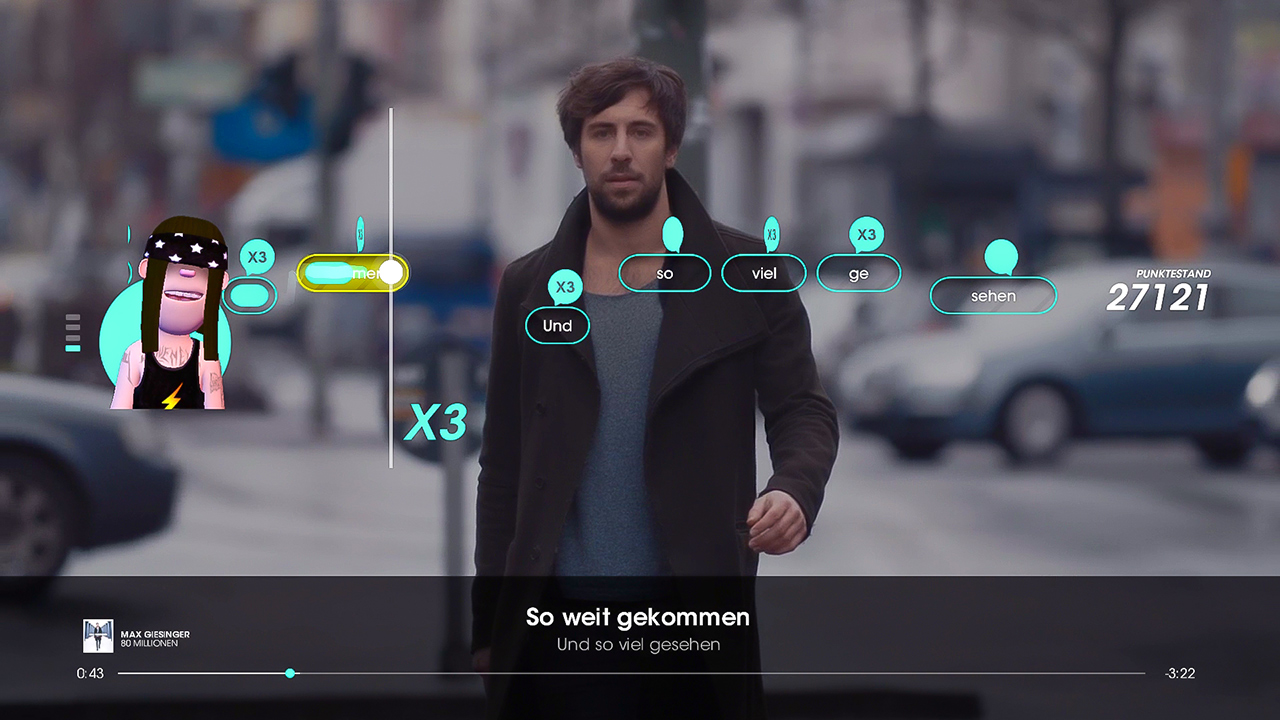 X3
X3
men
X3
Und
so
viel
X3
X3
ge
sehen
PUNKTESTAND
27121
X3
So weit gekommen
Und so viel gesehen
MAX GIESINGER
80 MILLIONEN
0:43
-3:22